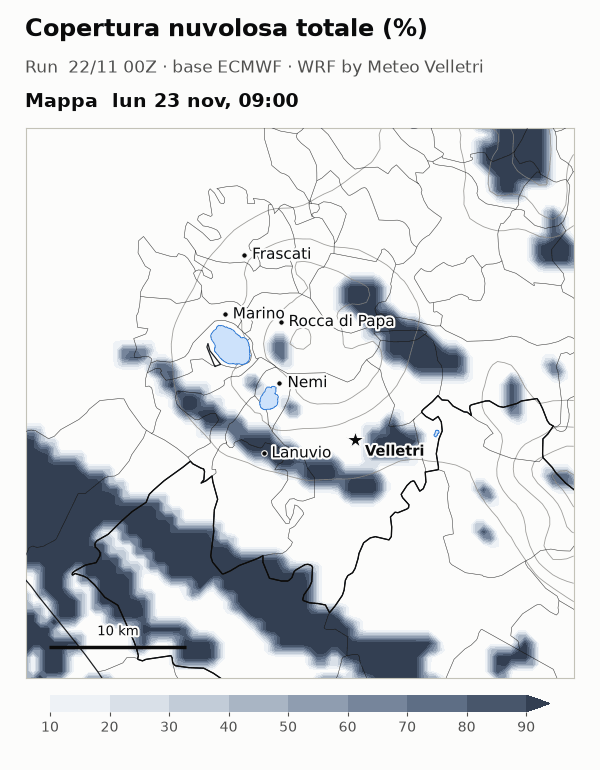 Copertura nuvolosa totale (%)
Run  22/11 00Z · base ECMWF · WRF by Meteo Velletri
Mappa  lun 23 nov, 09:00
Frascati
Marino
Rocca di Papa
Nemi
Velletri
Lanuvio
10 km
10 20 30 40 50 60 70 80 90